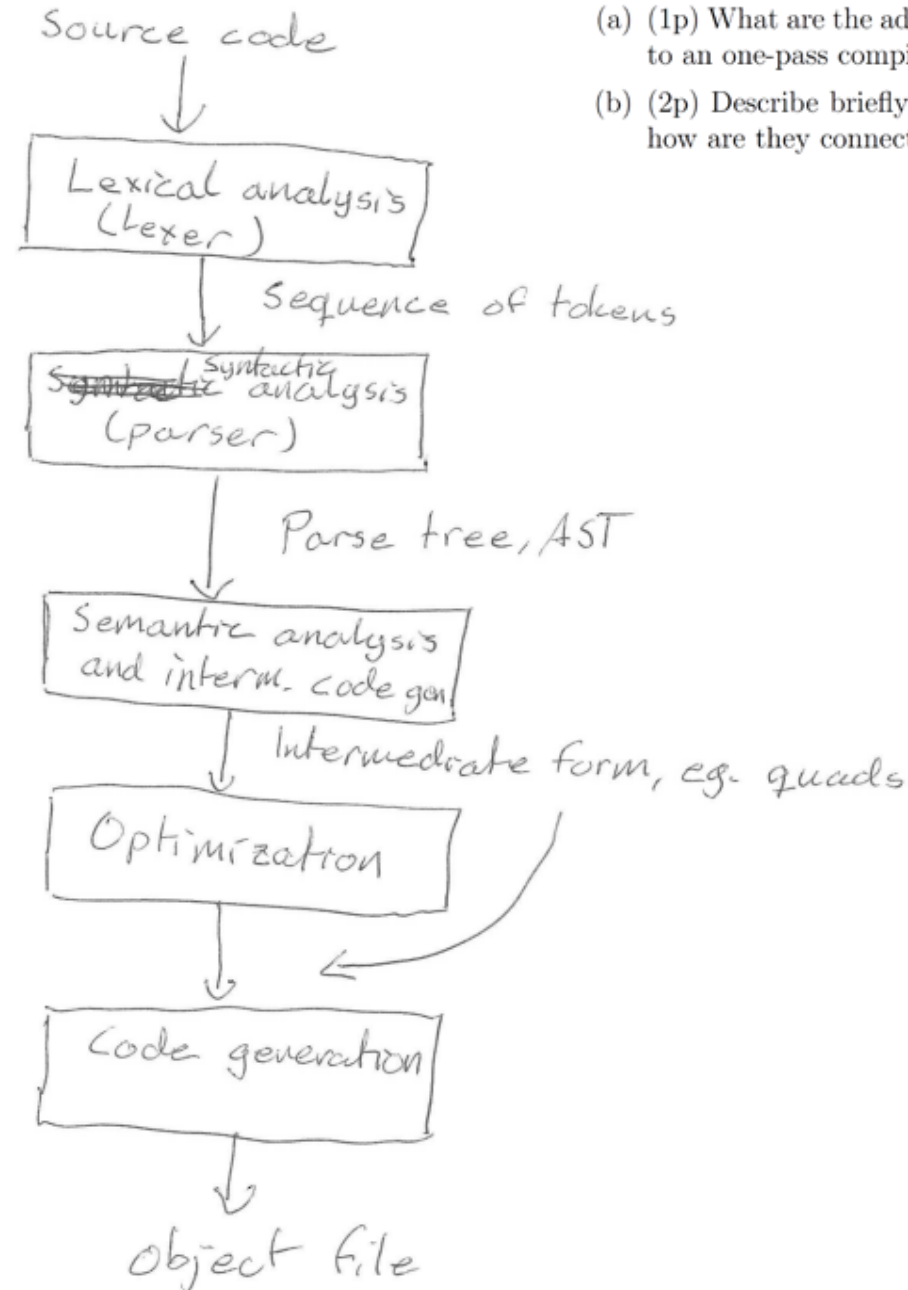 Source code
(a) (1p) What are the ad
to an one-pass compi
(b) (2p) Describe briefly
how are they connect
Lexical analysis
(Lexer)
Sequence of tokens
Syntactic
analysis
(parser)
Parse tree, AST
Semantic analysis
and interm. code gen.
Intermediate form, eg. quads
Optimization
Code generation
Object file